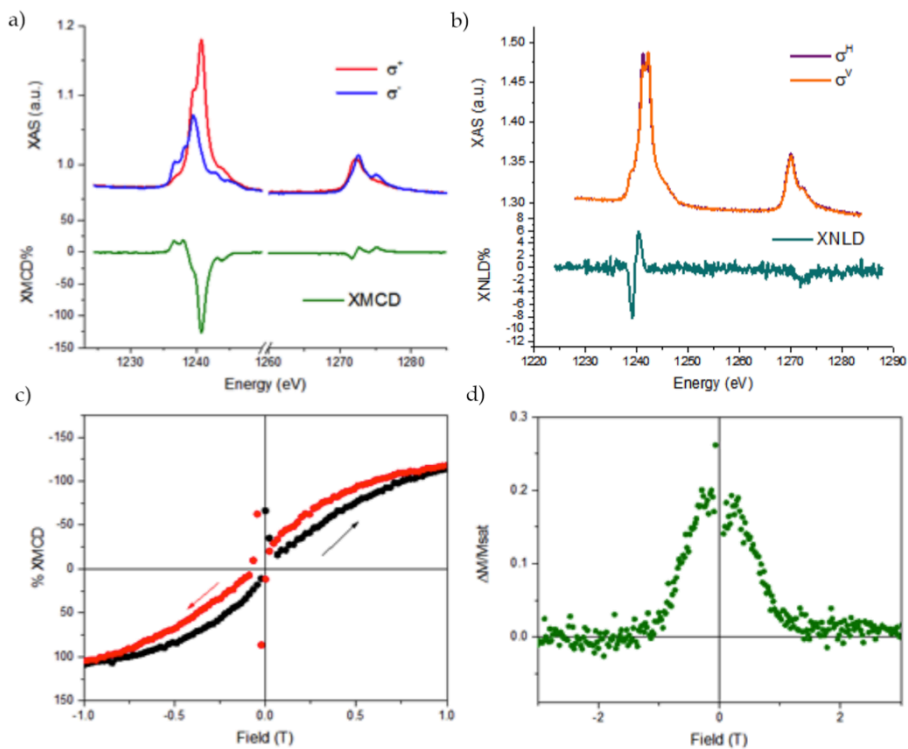 a)
1.2
1.1
1.0
50
0
-50
-100
-150
XAS (a.u.)
XMCD%
σ+
σ-
XMCD
1230 1240 1250 1260 1270 1280
Energy (eV)
b)
1.50
1.40
1.35
1.30
8
6
4
2
0
-2
-4
-6
-8
-10
-12
XAS (a.u.)
XNLD%
σH
σV
XNLD
1220 1230 1240 1250 1260 1270 1280 1290
Energy (eV)
c)
-150
-100
-50
0
50
100
150
% XMCD
-1.0 -0.5 0.0 0.5 1.0
Field (T)
d)
0.3
0.2
0.1
0.0
ΔM/Msat
-2 0 2
Field (T)